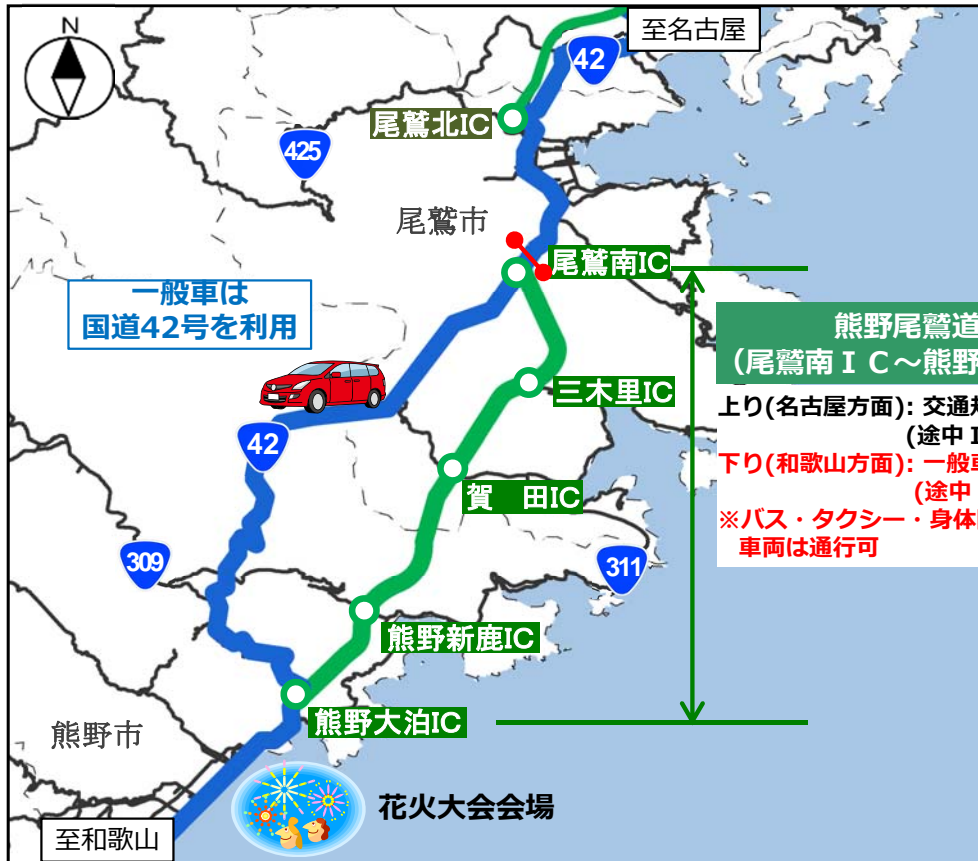 N
至名古屋
42
尾鷲北IC
425
尾鷲市
尾鷲南IC
一般車は
国道42号を利用
熊野尾鷲道
(尾鷲南ＩＣ～熊野
三木里IC
上り(名古屋方面): 交通
(途中
42
下り(和歌山方面): 一般車
(途中
賀　田IC
※バス・タクシー・身体
車両は通行可
309
311
熊野新鹿IC
熊野大泊IC
熊野市
花火大会会場
至和歌山